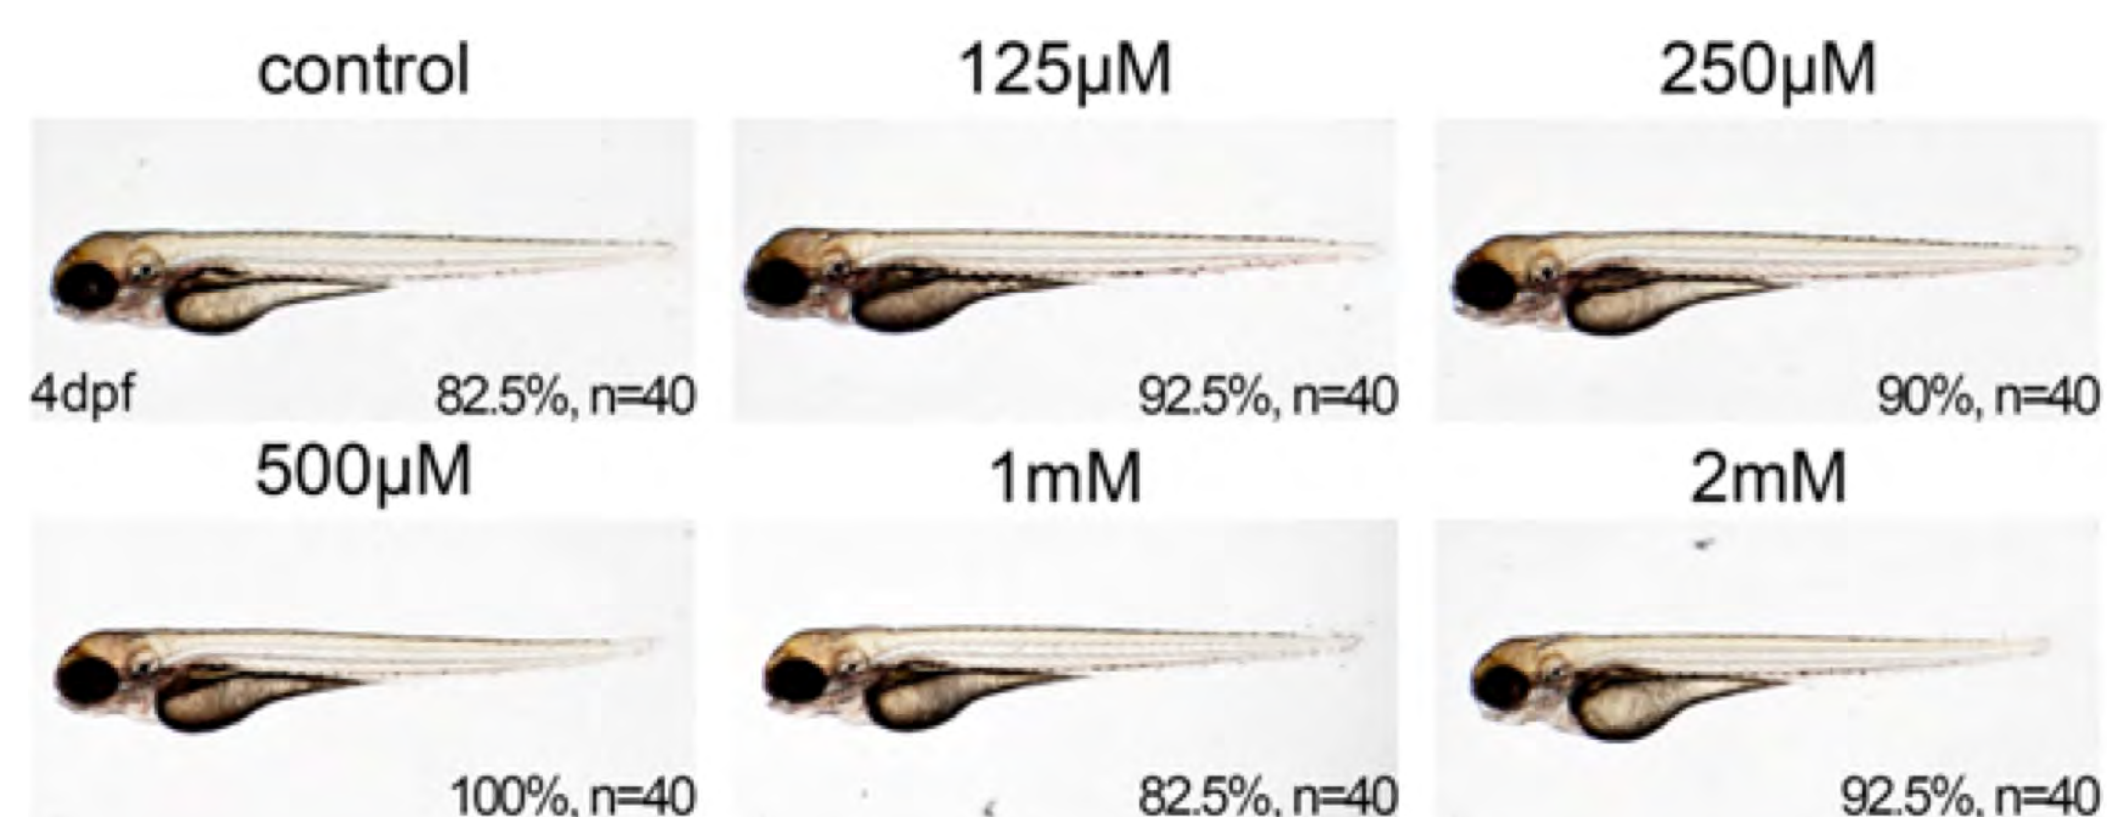 control
125µM
250µM
4dpf
82.5%, n=40
92.5%, n=40
90%, n=40
500µM
1mM
2mM
100%, n=40
82.5%, n=40
92.5%, n=40